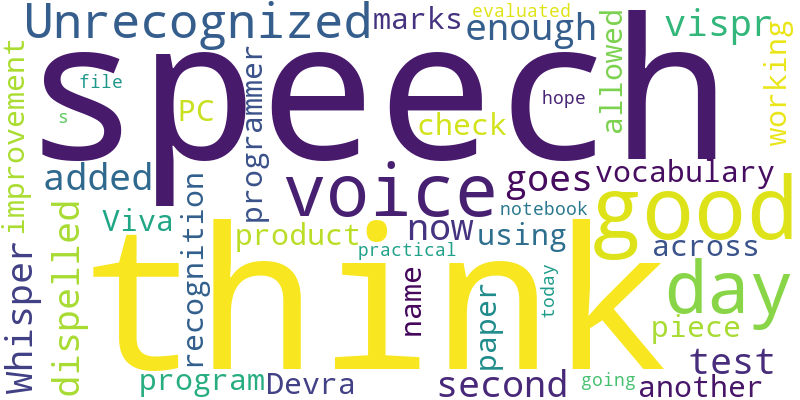 Unrecognized
marks
evaluated
enough
vispr
speech
allowed
working
improvement
file
s
PC
programmer
check
hope
added
voice
goes
vocabulary
good
Viva
recognition
product
now
using
notebook
practical
across
dispelled
Whisper
think
name
paper
today
day
piece
test
program
Devra
second
going
another